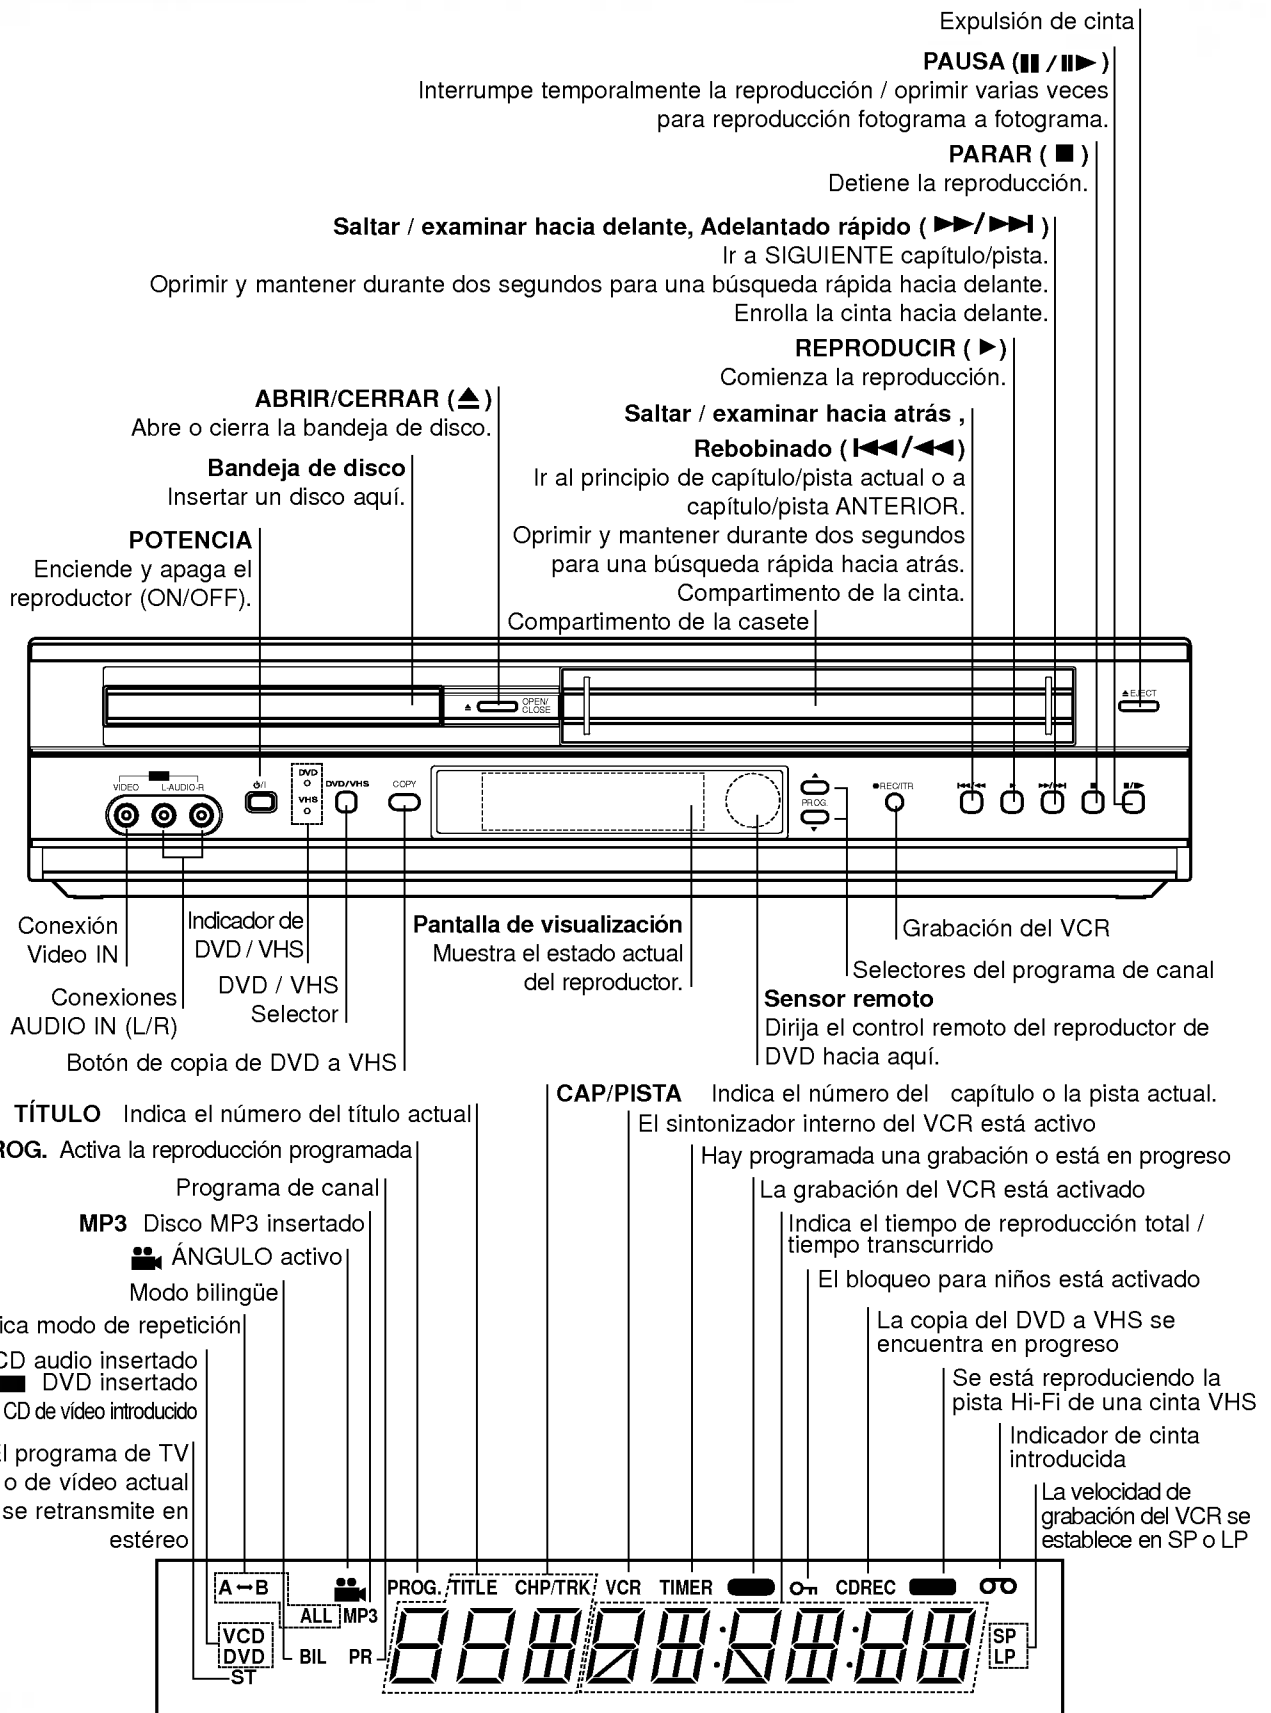 Expulsión de cinta
PAUSA ( / )
Interrumpe temporalmente la reproducción / oprimir varias veces
para reproducción fotograma a fotograma.
PARAR ( ■ )
Detiene la reproducción.
Saltar / examinar hacia delante, Adelantado rápido ( ▶▶/▶▶I )
Ir a SIGUIENTE capítulo/pista.
Oprimir y mantener durante dos segundos para una búsqueda rápida hacia delante.
Enrolla la cinta hacia delante.
REPRODUCIR ( ▶ )
Comienza la reproducción.
ABRIR/CERRAR (⏏)
Abre o cierra la bandeja de disco.
Saltar / examinar hacia atrás ,
Rebobinado ( I◀◀/◀◀)
Bandeja de disco
Insertar un disco aquí.
Ir al principio de capítulo/pista actual o a
capítulo/pista ANTERIOR.
Oprimir y mantener durante dos segundos
para una búsqueda rápida hacia atrás.
Compartimento de la cinta.
POTENCIA
Enciende y apaga el
reproductor (ON/OFF).
Compartimento de la casete
⏏ OPEN/
CLOSE
⏏ EJECT
VIDEO L-AUDIO-R
DVD
VHS
DVD/VHS
COPY
▲
PROG.
▼
●REC/ITR
I◀◀/◀◀ ▶ ▶▶/▶▶I ■
Conexión
Video IN
Conexiones
AUDIO IN (L/R)
Indicador de
DVD / VHS
DVD / VHS
Selector
Botón de copia de DVD a VHS
Pantalla de visualización
Muestra el estado actual
del reproductor.
Grabación del VCR
Selectores del programa de canal
Sensor remoto
Dirija el control remoto del reproductor de
DVD hacia aquí.
CAP/PISTA Indica el número del capítulo o la pista actual.
TÍTULO Indica el número del título actual
El sintonizador interno del VCR está activo
ROG. Activa la reproducción programada
Hay programada una grabación o está en progreso
Programa de canal
La grabación del VCR está activado
MP3 Disco MP3 insertado
Indica el tiempo de reproducción total /
tiempo transcurrido
ÁNGULO activo
El bloqueo para niños está activado
Modo bilingüe
ica modo de repetición
La copia del DVD a VHS se
encuentra en progreso
CD audio insertado
DVD insertado
CD de vídeo introducido
Se está reproduciendo la
pista Hi-Fi de una cinta VHS
El programa de TV
o de vídeo actual
se retransmite en
estéreo
Indicador de cinta
introducida
La velocidad de
grabación del VCR se
establece en SP o LP
A↔B PROG. TITLE CHP/TRK VCR TIMER CDREC
ALL MP3
VCD
DVD
ST
BIL PR
SP
LP